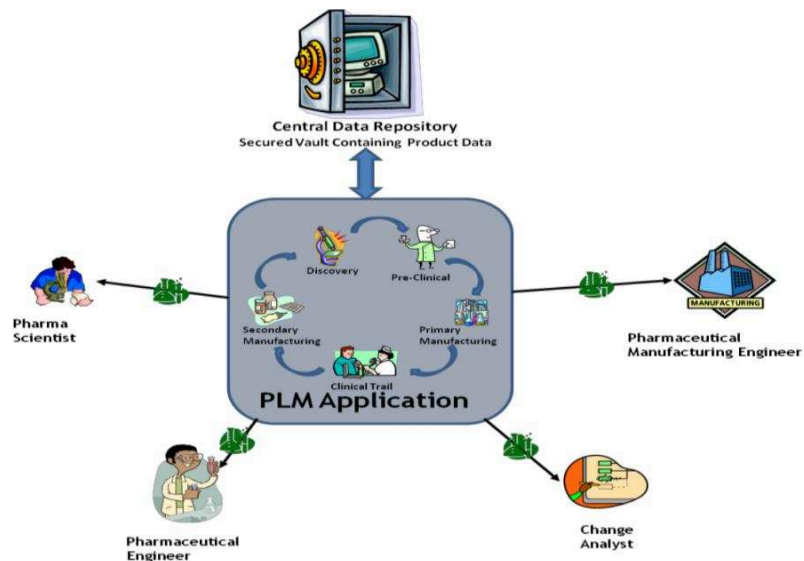 Central Data Repository
Secured Vault Containing Product Data
Discovery
Pre-Clinical
Secondary
Manufacturing
Primary
Manufacturing
Clinical Trail
PLM Application
Pharma
Scientist
MANUFACTURING
Pharmaceutical
Manufacturing Engineer
Pharmaceutical
Engineer
Change
Analyst